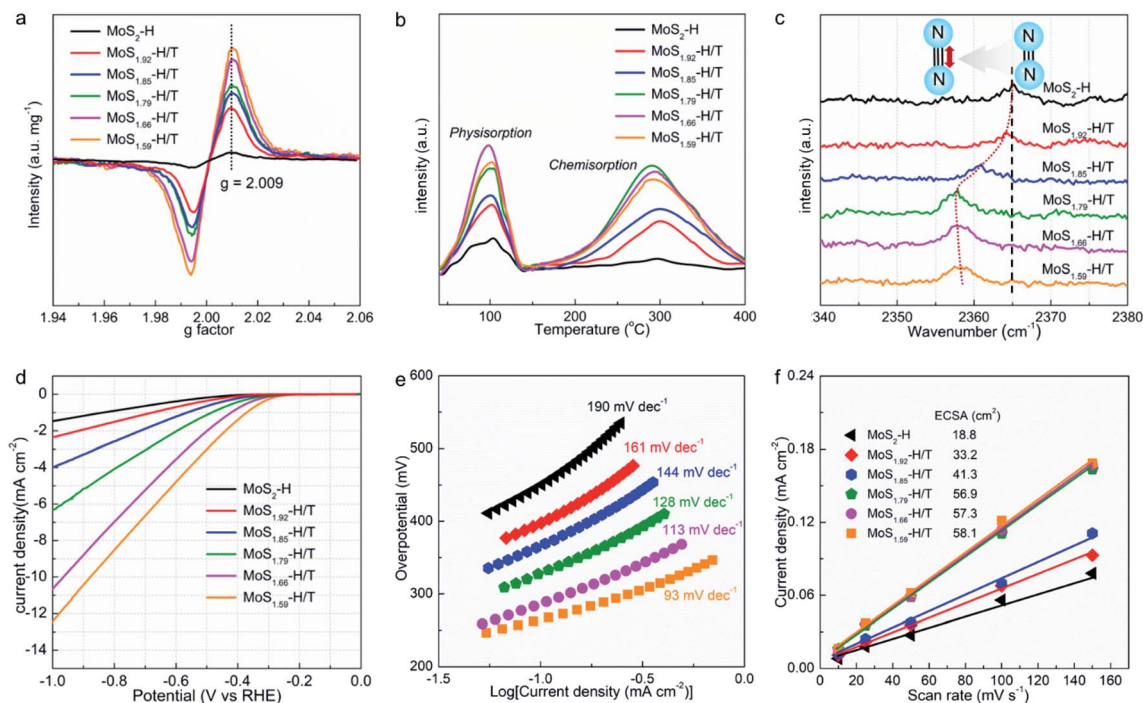 a
MoS2-H
MoS1.92-H/T
MoS1.85-H/T
MoS1.79-H/T
MoS1.66-H/T
MoS1.59-H/T
g = 2.009
Intensity (a.u. mg-1)
1.94 1.96 1.98 2.00 2.02 2.04 2.06
g factor
b
MoS2-H
MoS1.92-H/T
MoS1.85-H/T
MoS1.79-H/T
MoS1.66-H/T
MoS1.59-H/T
Physisorption
Chemisorption
intensity (a.u.)
100 200 300 400
Temperature (oC)
c
N N
N N
MoS2-H
MoS1.92-H/T
MoS1.85-H/T
MoS1.79-H/T
MoS1.66-H/T
MoS1.59-H/T
intensity (a.u.)
340 2350 2360 2370 2380
Wavenumber (cm-1)
d
0
-2
-4
-6
-8
-10
-12
-14
current density(mA cm-2)
MoS2-H
MoS1.92-H/T
MoS1.85-H/T
MoS1.79-H/T
MoS1.66-H/T
MoS1.59-H/T
-1.0 -0.8 -0.6 -0.4 -0.2 0.0
Potential (V vs RHE)
e
600
500
400
300
200
Overpotential (mV)
190 mV dec-1
161 mV dec-1
144 mV dec-1
128 mV dec-1
113 mV dec-1
93 mV dec-1
-1.5 -1.0 -0.5 0.0
Log[Current density (mA cm-2)]
f
0.24
0.18
0.12
0.06
0.00
Current density (mA cm-2)
ECSA (cm2)
MoS2-H 18.8
MoS1.92-H/T 33.2
MoS1.85-H/T 41.3
MoS1.79-H/T 56.9
MoS1.66-H/T 57.3
MoS1.59-H/T 58.1
20 40 60 80 100 120 140 160
Scan rate (mV s-1)